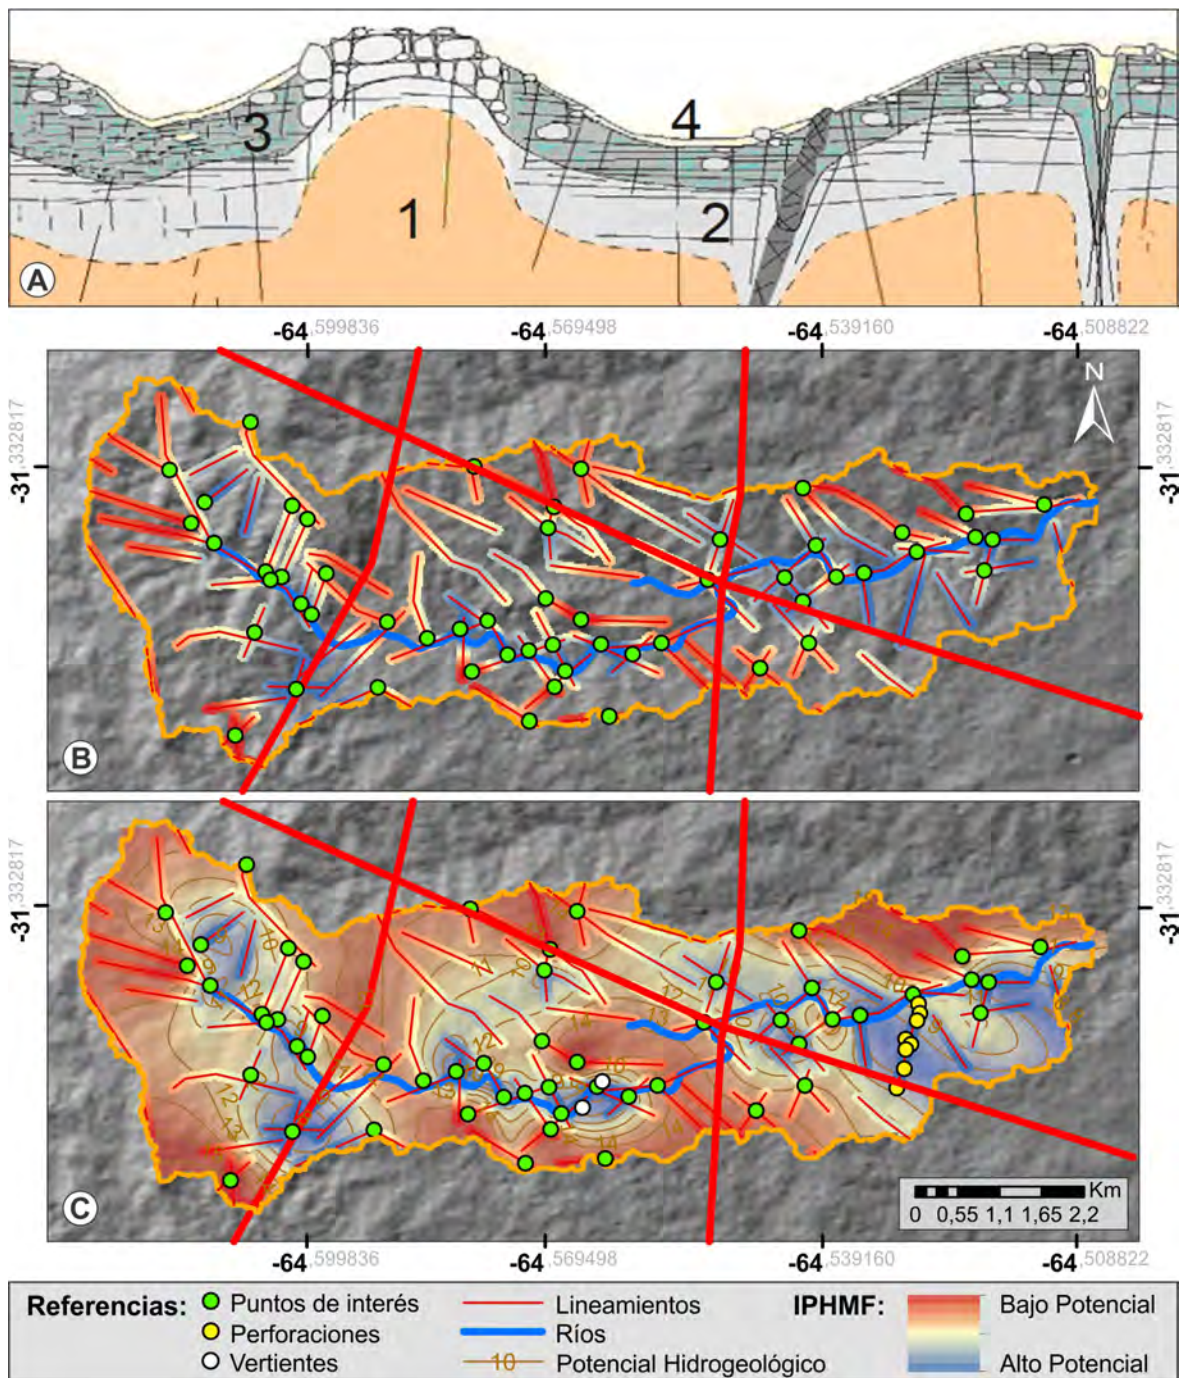 3
4
1
2
A
-64,599836
-64,569498
-64,539160
-64,508822
-31,332817
-31,332817
N
B
-31,332817
-31,332817
C
Km
0 0,55 1,1 1,65 2,2
-64,599836
-64,569498
-64,539160
-64,508822
Referencias:
Puntos de interés
Lineamientos
IPHMF:
Bajo Potencial
Perforaciones
Ríos
Vertientes
10
Potencial Hidrogeológico
Alto Potencial